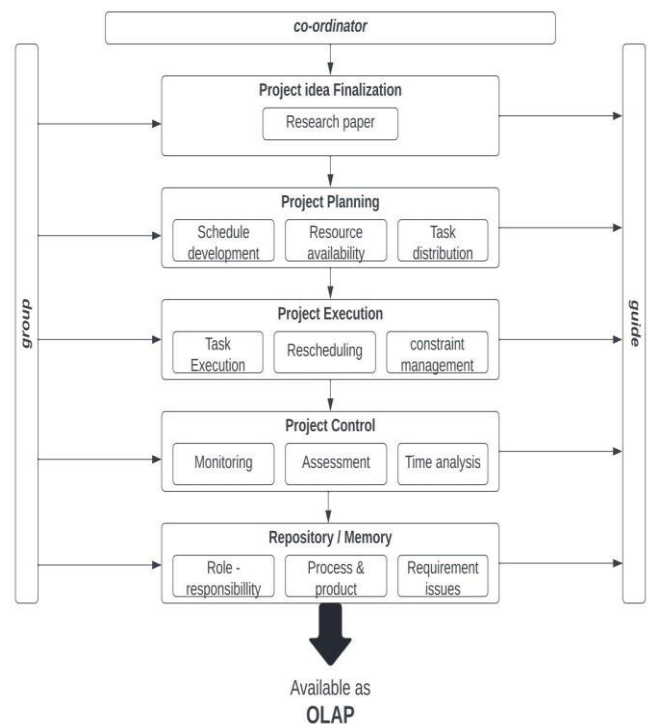 co-ordinator
Project idea Finalization
Research paper
Project Planning
Schedule
development
Resource
availability
Task
distribution
group
guide
Project Execution
Task
Execution
Rescheduling
constraint
management
Project Control
Monitoring
Assessment
Time analysis
Repository / Memory
Role -
responsibility
Process &
product
Requirement
issues
Available as
OLAP